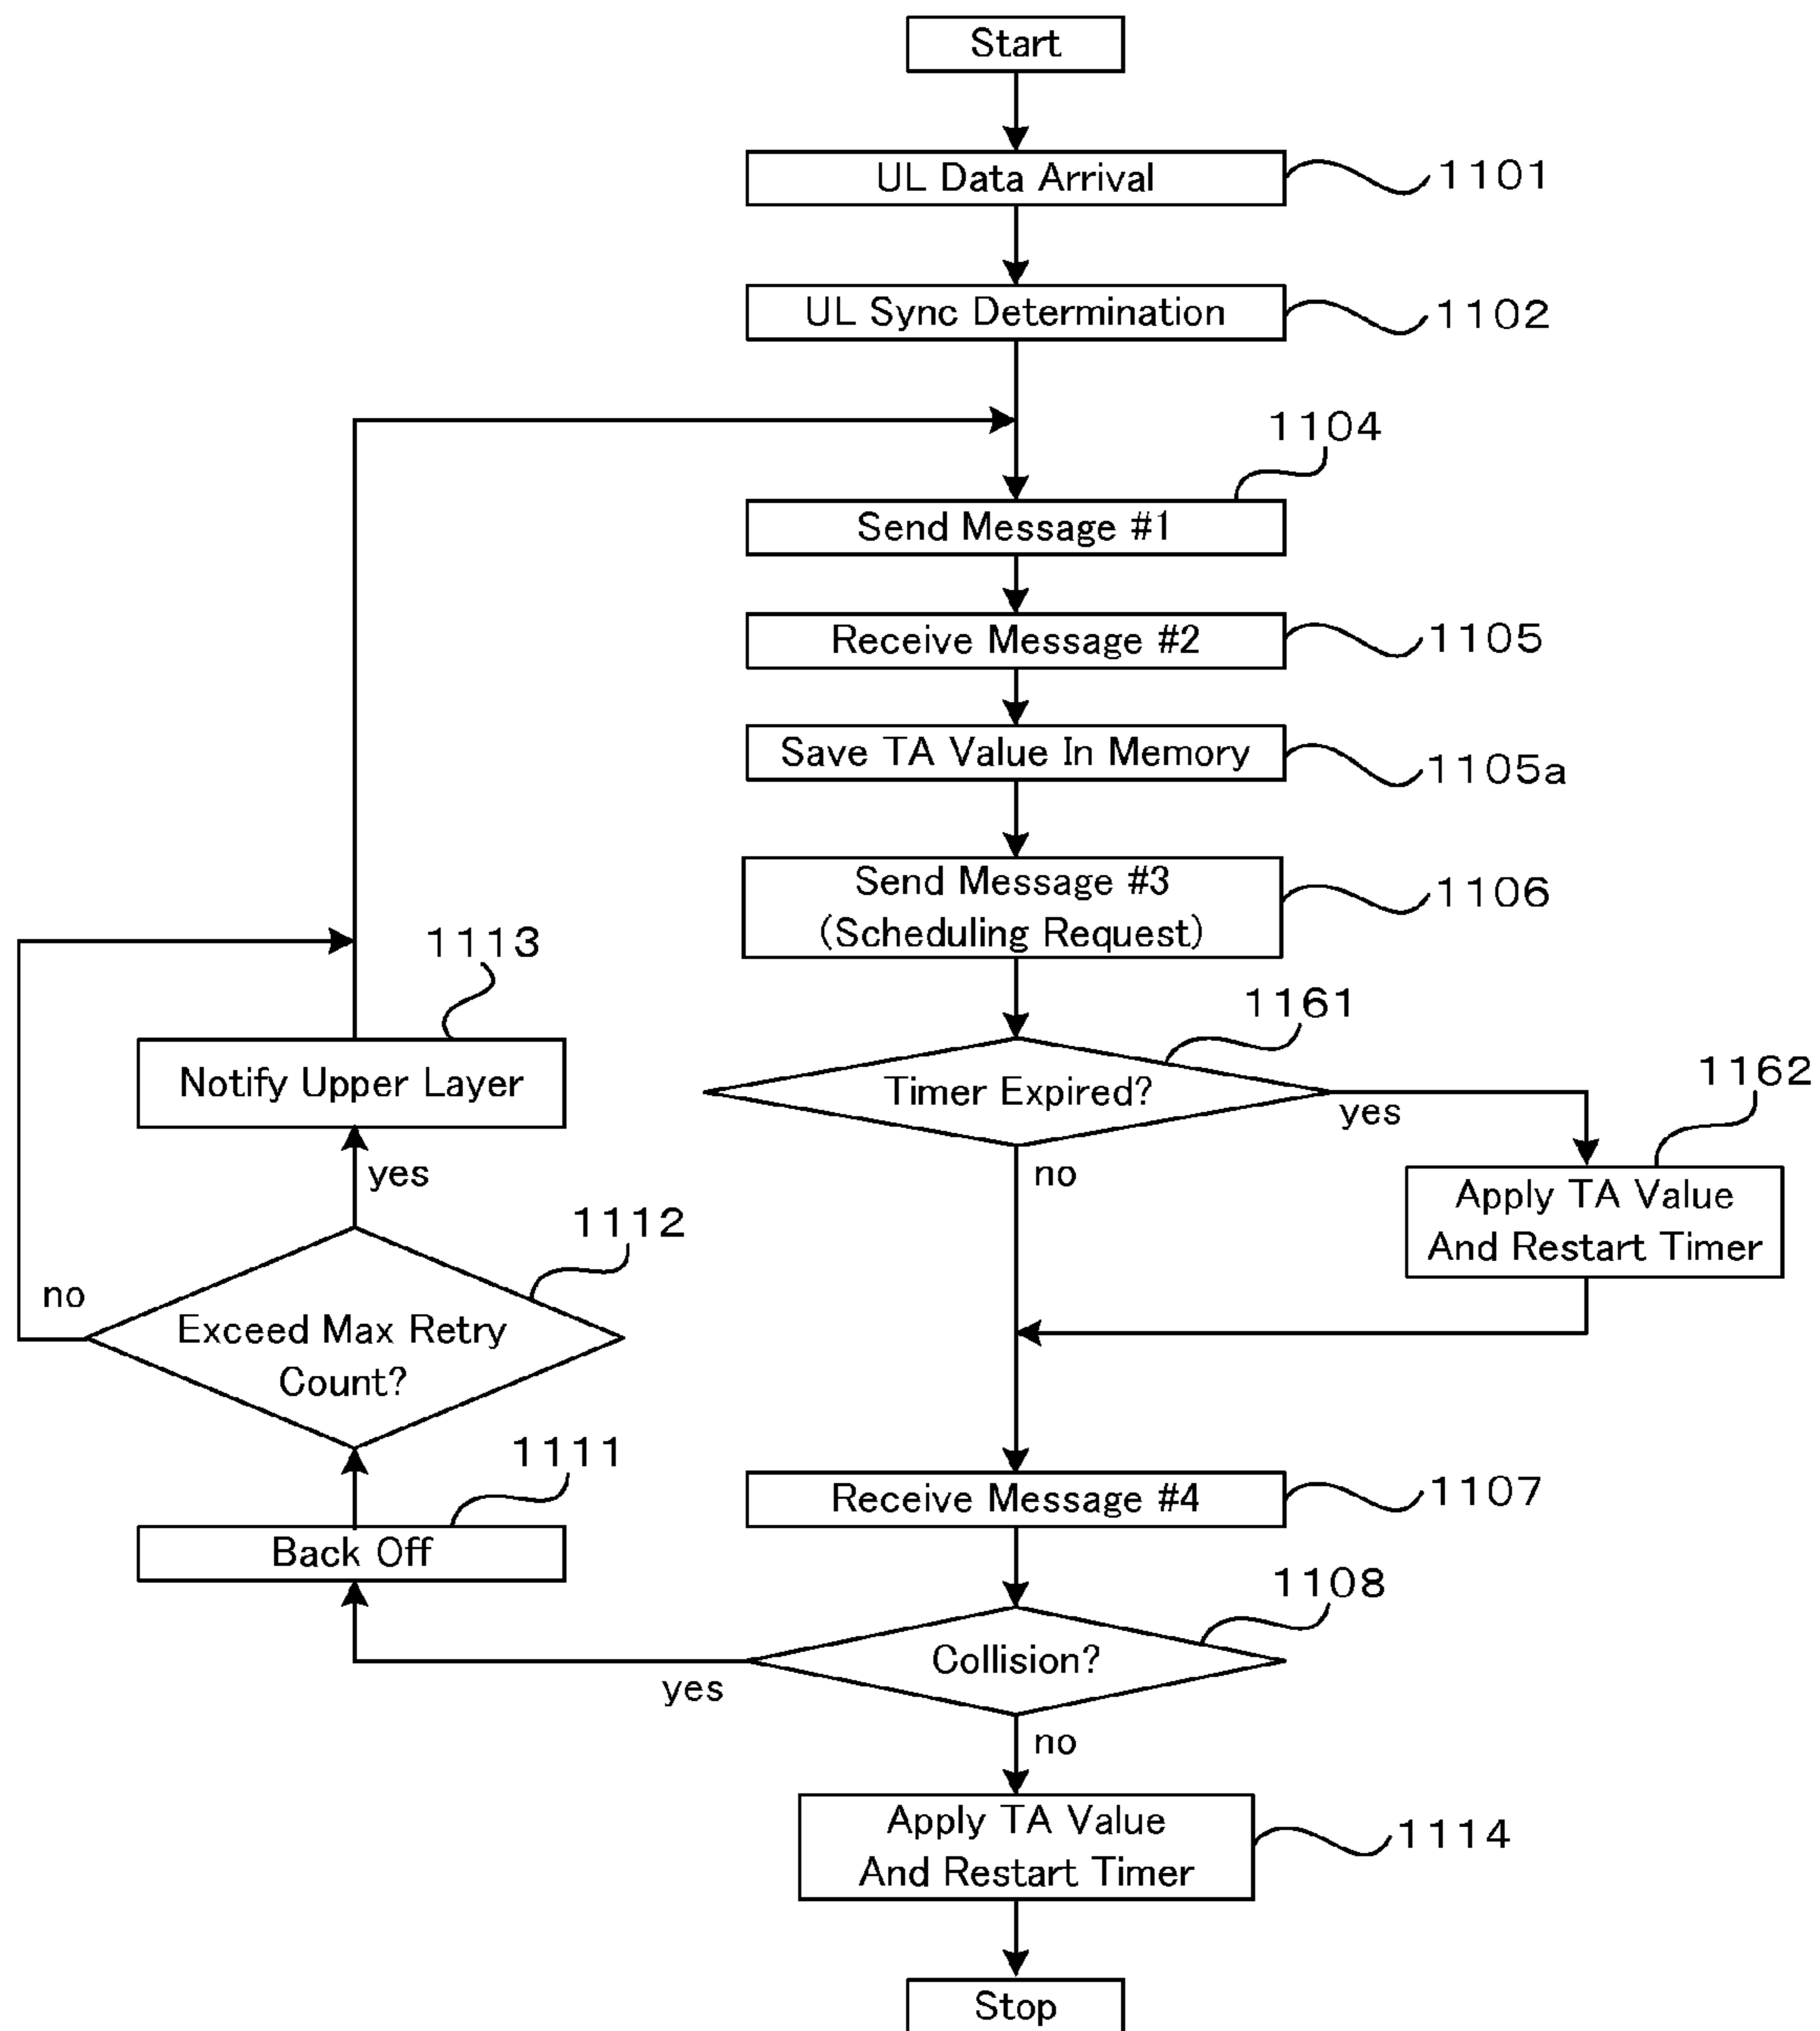 Start
UL Data Arrival
1101
UL Sync Determination
1102
1104
Send Message #1
Receive Message #2
1105
Save TA Value In Memory
1105a
Send Message #3
(Scheduling Request)
1106
1113
Notify Upper Layer
1161
Timer Expired?
yes
no
1162
Apply TA Value
And Restart Timer
yes
1112
no
Exceed Max Retry
Count?
1111
Back Off
Receive Message #4
1107
1108
Collision?
yes
no
Apply TA Value
And Restart Timer
1114
Stop